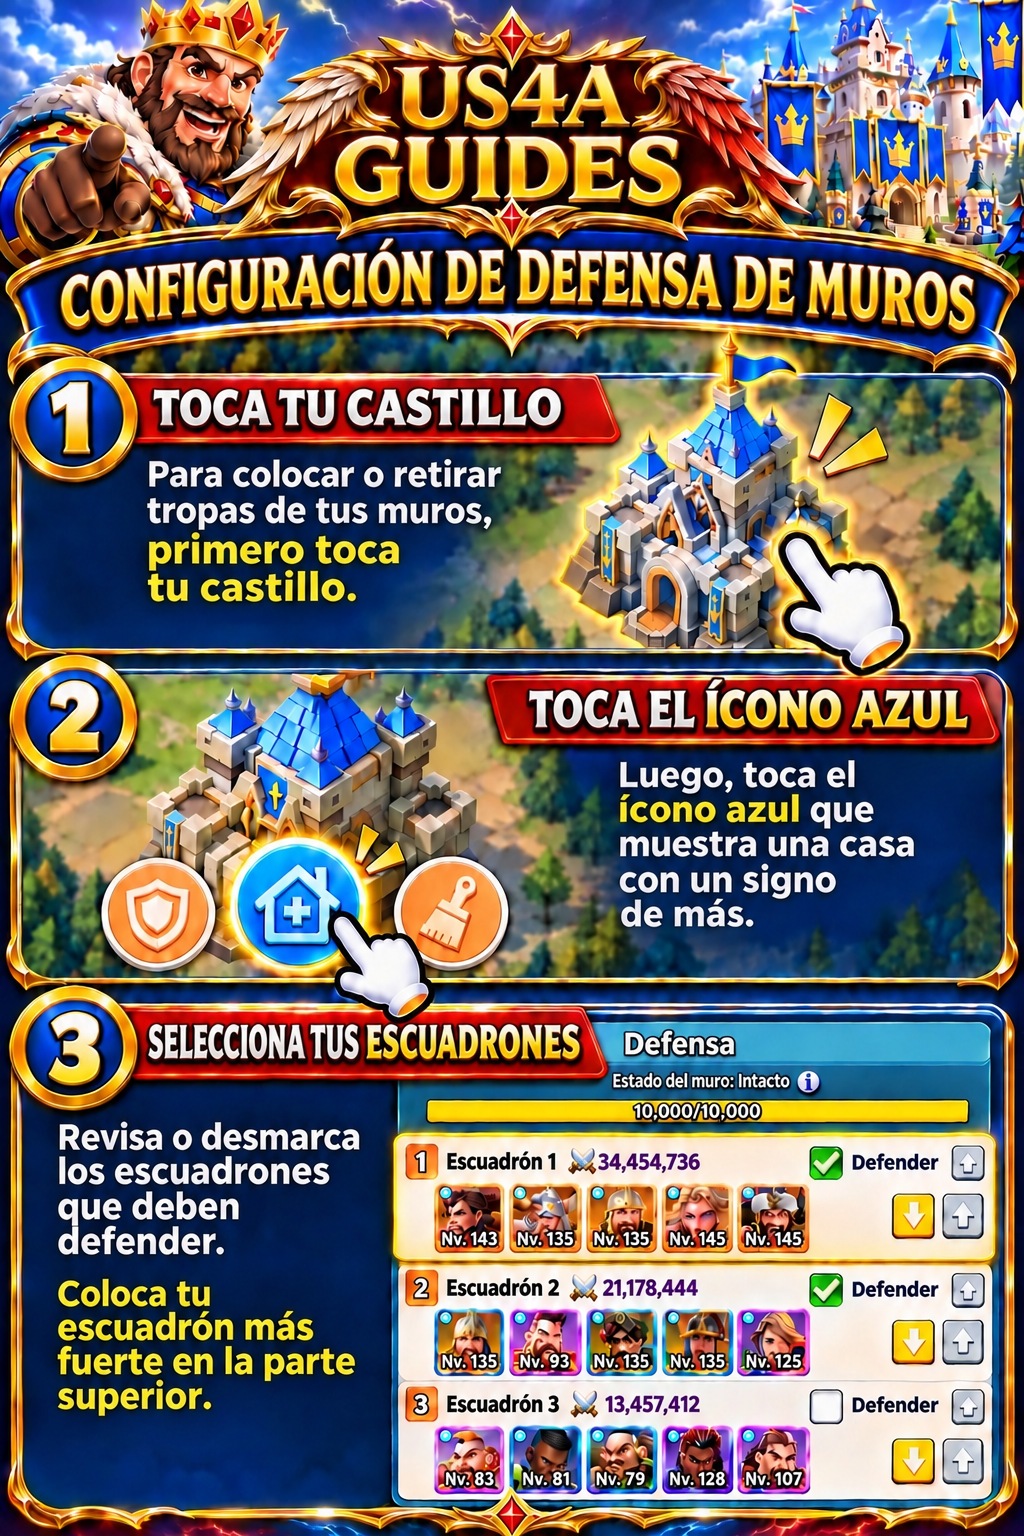 US4A
GUIDES
CONFIGURACIÓN DE DEFENSA DE MUROS
1
TOCA TU CASTILLO
Para colocar o retirar
tropas de tus muros,
primero toca
tu castillo.
2
TOCA EL ÍCONO AZUL
Luego, toca el
ícono azul que
muestra una casa
con un signo
de más.
3
SELECCIONA TUS ESCUADRONES
Revisa o desmarca
los escuadrones
que deben
defender.
Coloca tu
escuadrón más
fuerte en la parte
superior.
Defensa
Estado del muro: Intacto i
10,000/10,000
1 Escuadrón 1 34,454,736 Defender
Nv. 143 Nv. 135 Nv. 135 Nv. 145 Nv. 145
2 Escuadrón 2 21,178,444 Defender
Nv. 135 Nv. 93 Nv. 135 Nv. 135 Nv. 125
3 Escuadrón 3 13,457,412 Defender
Nv. 83 Nv. 81 Nv. 79 Nv. 128 Nv. 107